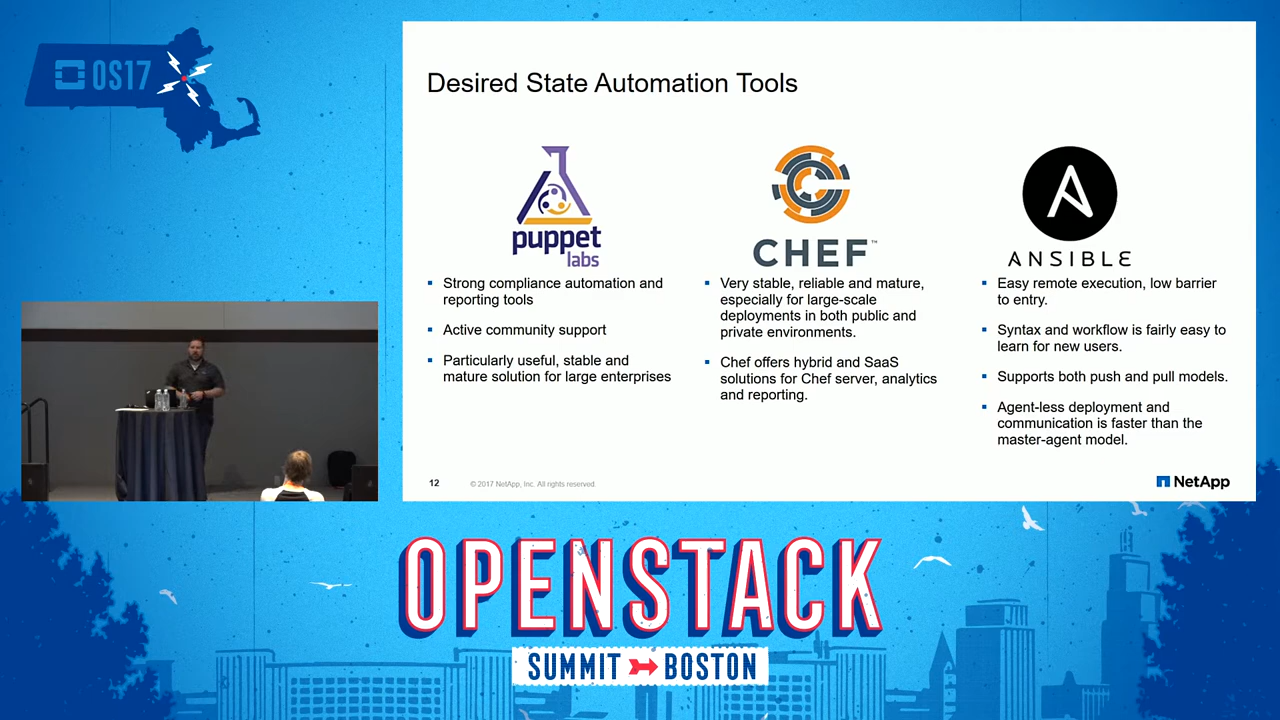 OS17
Desired State Automation Tools
puppet
labs
Strong compliance automation and
reporting tools
Active community support
Particularly useful, stable and
mature solution for large enterprises
CHEF™
Very stable, reliable and mature,
especially for large-scale
deployments in both public and
private environments.
Chef offers hybrid and SaaS
solutions for Chef server, analytics
and reporting.
ANSIBLE
Easy remote execution, low barrier
to entry.
Syntax and workflow is fairly easy to
learn for new users.
Supports both push and pull models.
Agent-less deployment and
communication is faster than the
master-agent model.
12
© 2017 NetApp, Inc. All rights reserved.
NetApp
OPENSTACK
SUMMIT BOSTON